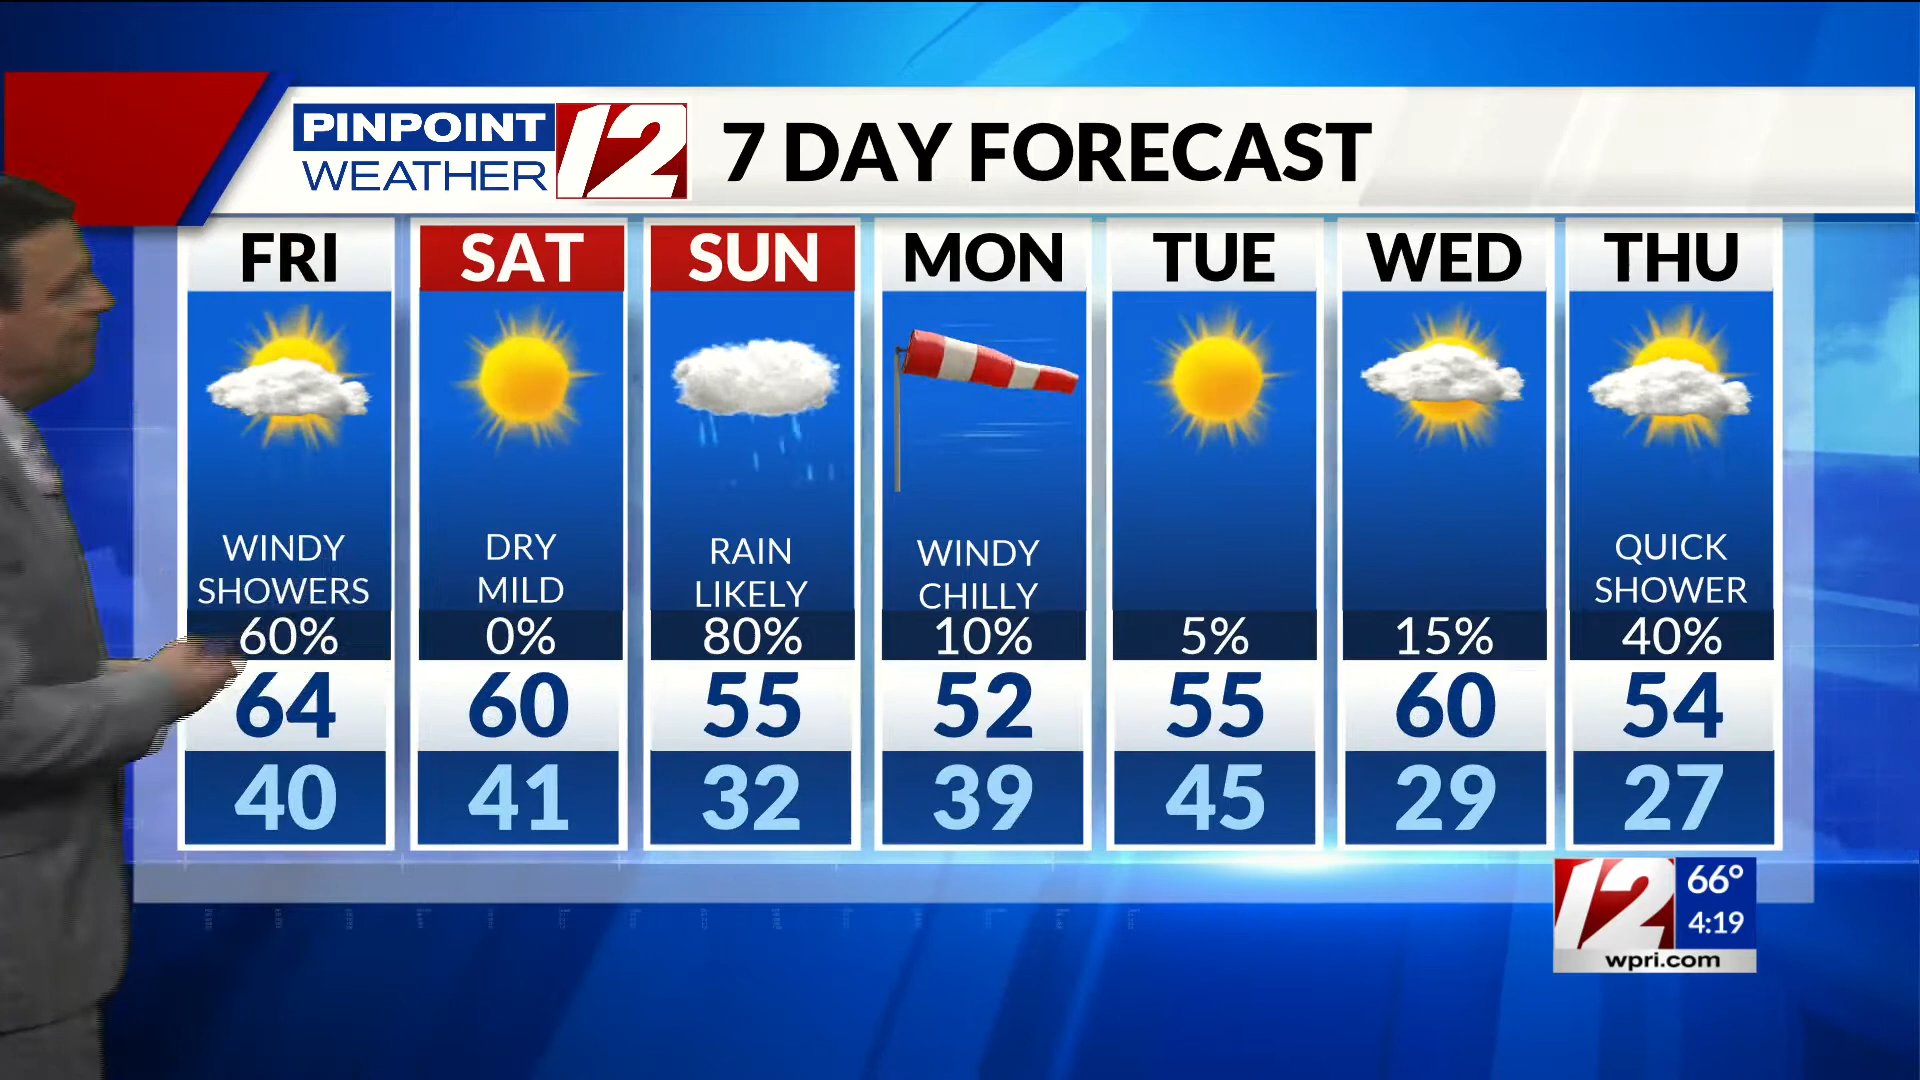 PINPOINT
WEATHER
12
7 DAY FORECAST
FRI
WINDY
SHOWERS
60%
64
40
SAT
DRY
MILD
0%
60
41
SUN
RAIN
LIKELY
80%
55
32
MON
WINDY
CHILLY
10%
52
39
TUE
5%
55
45
WED
15%
60
29
THU
QUICK
SHOWER
40%
54
27
12
66°
4:19
wpri.com